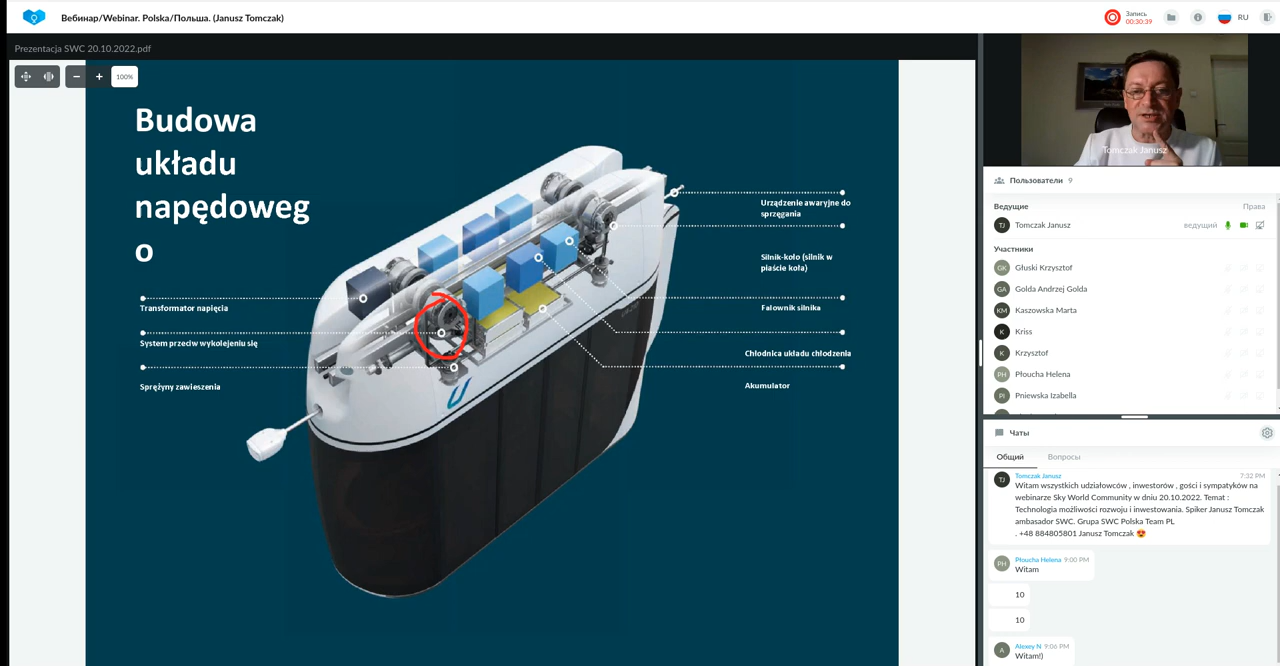 Вебинар/Webinar. Polska/Польша. (Janusz Tomczak)
Запись
00:30:39
RU
Prezentacja SWC 20.10.2022.pdf
100%
Budowa
układu
napędoweg
o
Transformator napięcia
System przeciw wykolejeniu się
Sprężyny zawieszenia
Urządzenie awaryjne do
sprzęgania
Silnik-koło (silnik w
płaście koła)
Falownik silnika
Chłodnica układu chłodzenia
Akumulator
Tomczak Janusz
Пользователи 9
Ведущие
Права
TJ Tomczak Janusz
ведущий
Участники
GK Głuski Krzysztof
GA Golda Andrzej Golda
KM Kaszowska Marta
K Kriss
K Krzysztof
PH Płoucha Helena
PI Pniewska Izabella
Чаты
Общий
Вопросы
TJ Tomczak Janusz 7:32 PM
Witam wszystkich udziałowców , inwestorów , gości i sympatyków na
webinarze Sky World Community w dniu 20.10.2022. Temat :
Technologia możliwości rozwoju i inwestowania. Spiker Janusz Tomczak
ambasador SWC. Grupa SWC Polska Team PL
. +48 884805801 Janusz Tomczak 😍
PH Płoucha Helena 9:00 PM
Witam
10
10
A Alexey N 9:06 PM
Witam!)